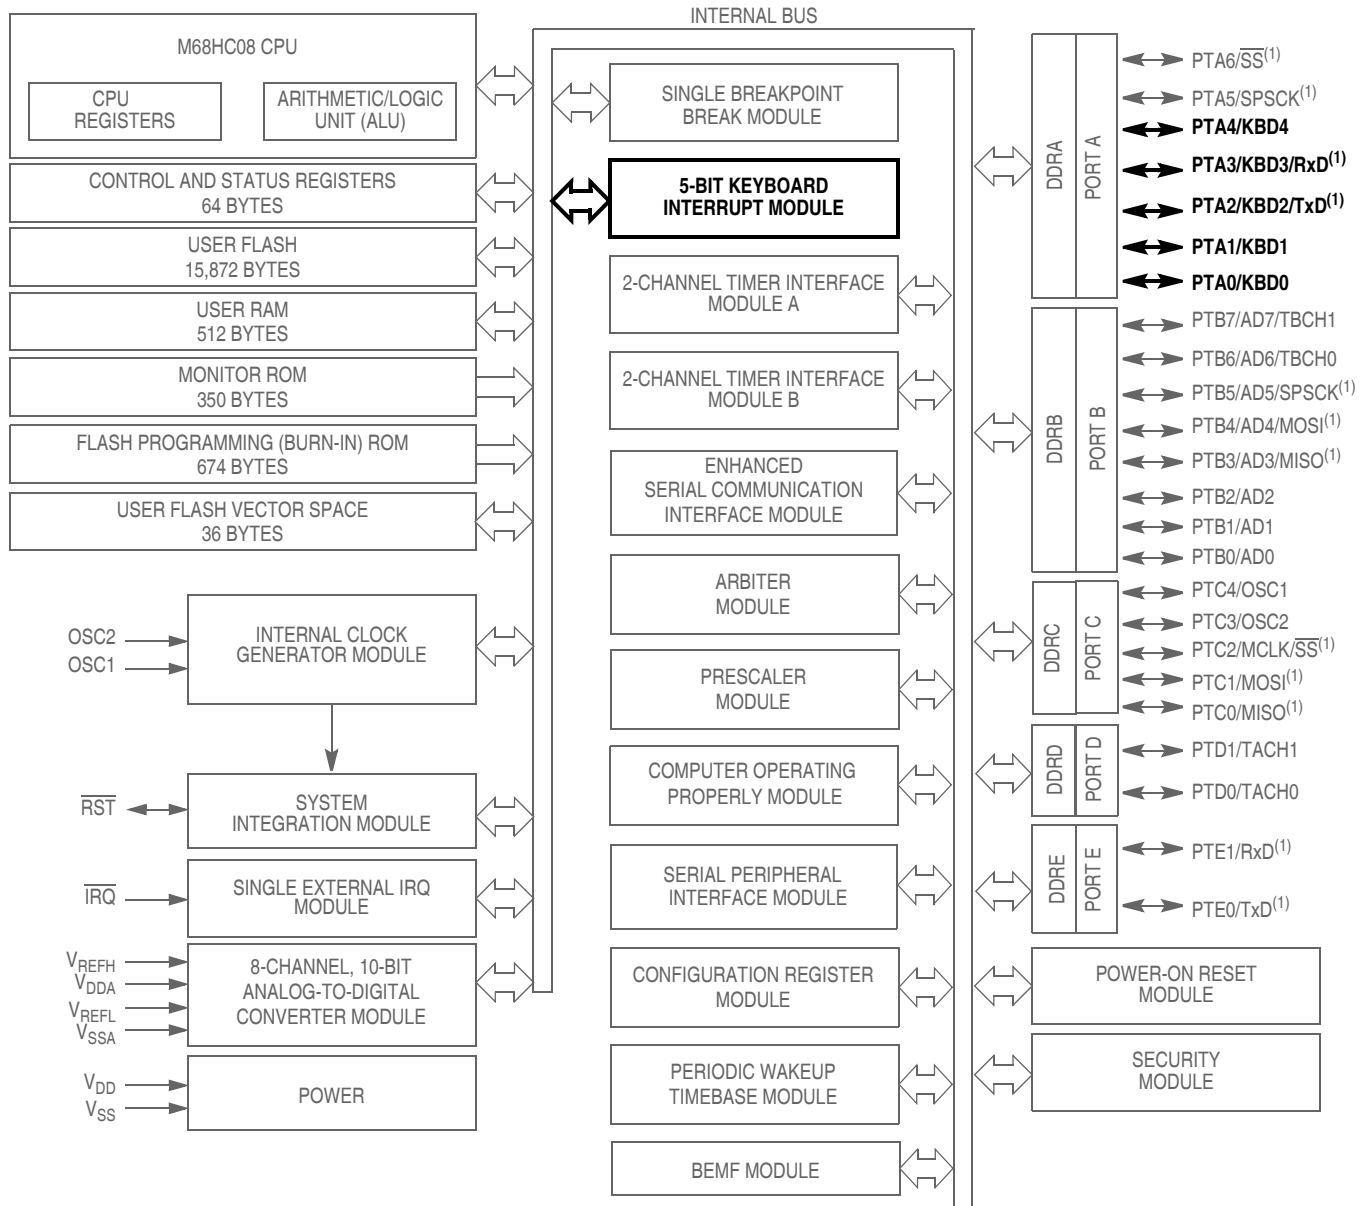 INTERNAL BUS
M68HC08 CPU
CPU
REGISTERS
ARITHMETIC/LOGIC
UNIT (ALU)
CONTROL AND STATUS REGISTERS
64 BYTES
USER FLASH
15,872 BYTES
USER RAM
512 BYTES
MONITOR ROM
350 BYTES
FLASH PROGRAMMING (BURN-IN) ROM
674 BYTES
USER FLASH VECTOR SPACE
36 BYTES
OSC2
OSC1
INTERNAL CLOCK
GENERATOR MODULE
R̅S̅T̅
SYSTEM
INTEGRATION MODULE
I̅R̅Q̅
SINGLE EXTERNAL IRQ
MODULE
V_REFH
V_DDA
V_REFL
V_SSA
8-CHANNEL, 10-BIT
ANALOG-TO-DIGITAL
CONVERTER MODULE
V_DD
V_SS
POWER
SINGLE BREAKPOINT
BREAK MODULE
5-BIT KEYBOARD
INTERRUPT MODULE
2-CHANNEL TIMER INTERFACE
MODULE A
2-CHANNEL TIMER INTERFACE
MODULE B
ENHANCED
SERIAL COMMUNICATION
INTERFACE MODULE
ARBITER
MODULE
PRESCALER
MODULE
COMPUTER OPERATING
PROPERLY MODULE
SERIAL PERIPHERAL
INTERFACE MODULE
CONFIGURATION REGISTER
MODULE
PERIODIC WAKEUP
TIMEBASE MODULE
BEMF MODULE
DDRA
PORT A
PTA6/S̅S̅(1)
PTA5/SPSCK(1)
PTA4/KBD4
PTA3/KBD3/RxD(1)
PTA2/KBD2/TxD(1)
PTA1/KBD1
PTA0/KBD0
DDRB
PORT B
PTB7/AD7/TBCH1
PTB6/AD6/TBCH0
PTB5/AD5/SPSCK(1)
PTB4/AD4/MOSI(1)
PTB3/AD3/MISO(1)
PTB2/AD2
PTB1/AD1
PTB0/AD0
DDRC
PORT C
PTC4/OSC1
PTC3/OSC2
PTC2/MCLK/S̅S̅(1)
PTC1/MOSI(1)
PTC0/MISO(1)
DDRD
PORT D
PTD1/TACH1
PTD0/TACH0
DDRE
PORT E
PTE1/RxD(1)
PTE0/TxD(1)
POWER-ON RESET
MODULE
SECURITY
MODULE